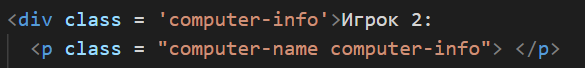 <div class = 'computer-info'>Игрок 2:
<p class = "computer-name computer-info"> </p>